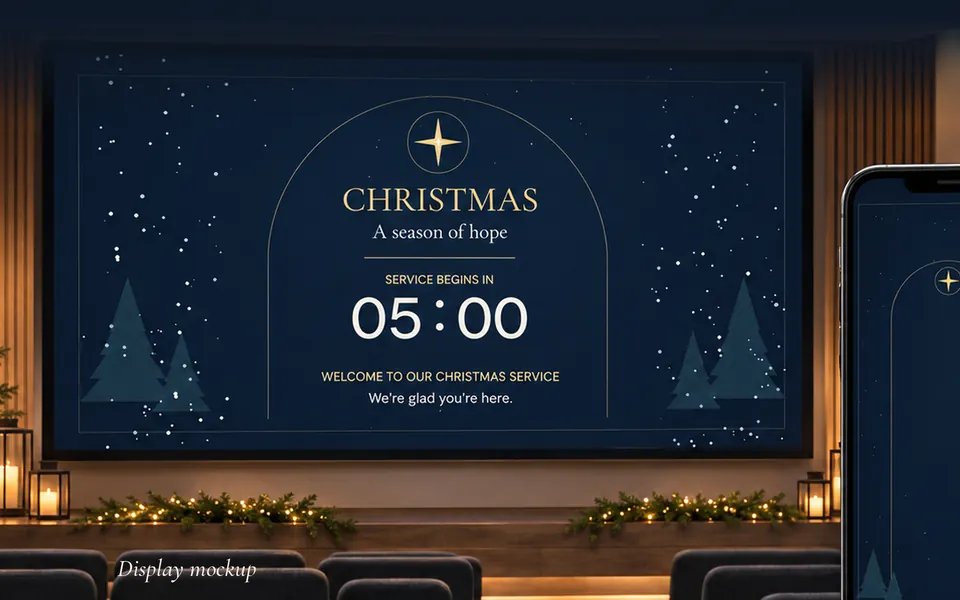 CHRISTMAS
A season of hope
SERVICE BEGINS IN
05:00
WELCOME TO OUR CHRISTMAS SERVICE
We're glad you're here.
Display mockup